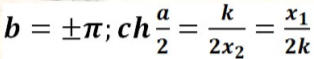 b = ±π; ch a/2 = k/2x₂ = x₁/2k